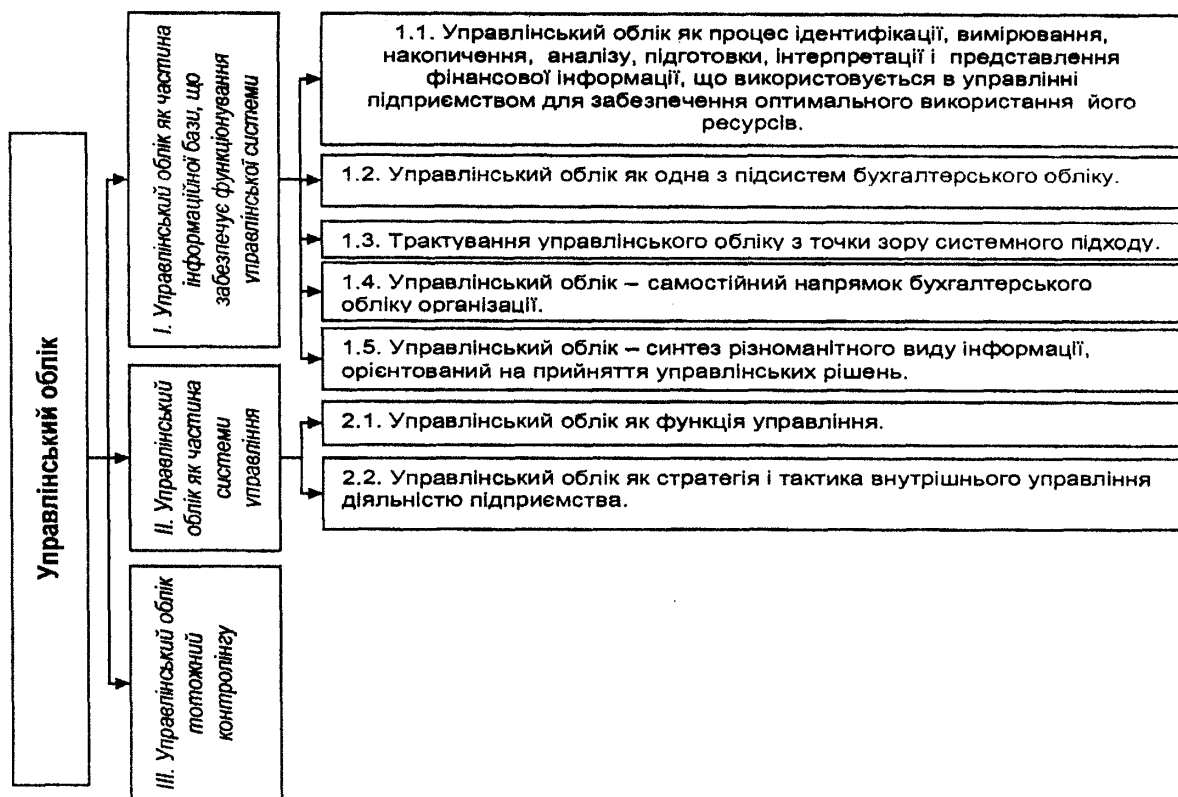 Управлінський облік
I. Управлінський облік як частина
інформаційної бази, що
забезпечує функціонування
управлінської системи
1.1. Управлінський облік як процес ідентифікації, вимірювання,
накопичення, аналізу, підготовки, інтерпретації і представлення
фінансової інформації, що використовується в управлінні
підприємством для забезпечення оптимального використання його
ресурсів.
1.2. Управлінський облік як одна з підсистем бухгалтерського обліку.
1.3. Трактування управлінського обліку з точки зору системного підходу.
1.4. Управлінський облік – самостійний напрямок бухгалтерського
обліку організації.
1.5. Управлінський облік – синтез різноманітного виду інформації,
орієнтований на прийняття управлінських рішень.
II. Управлінський
облік як частина
системи
управління
2.1. Управлінський облік як функція управління.
2.2. Управлінський облік як стратегія і тактика внутрішнього управління
діяльністю підприємства.
III. Управлінський облік
тотожний
контролінгу